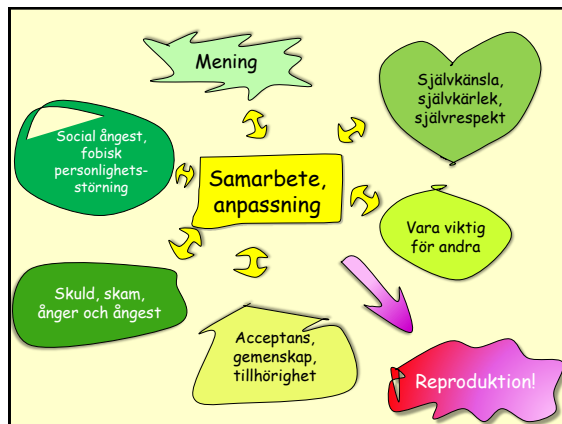 Mening
Självkänsla,
självkärlek,
självrespekt
Social ångest,
fobisk
personlighets-
störning
Samarbete,
anpassning
Vara viktig
för andra
Skuld, skam,
ånger och ångest
Acceptans,
gemenskap,
tillhörighet
Reproduktion!